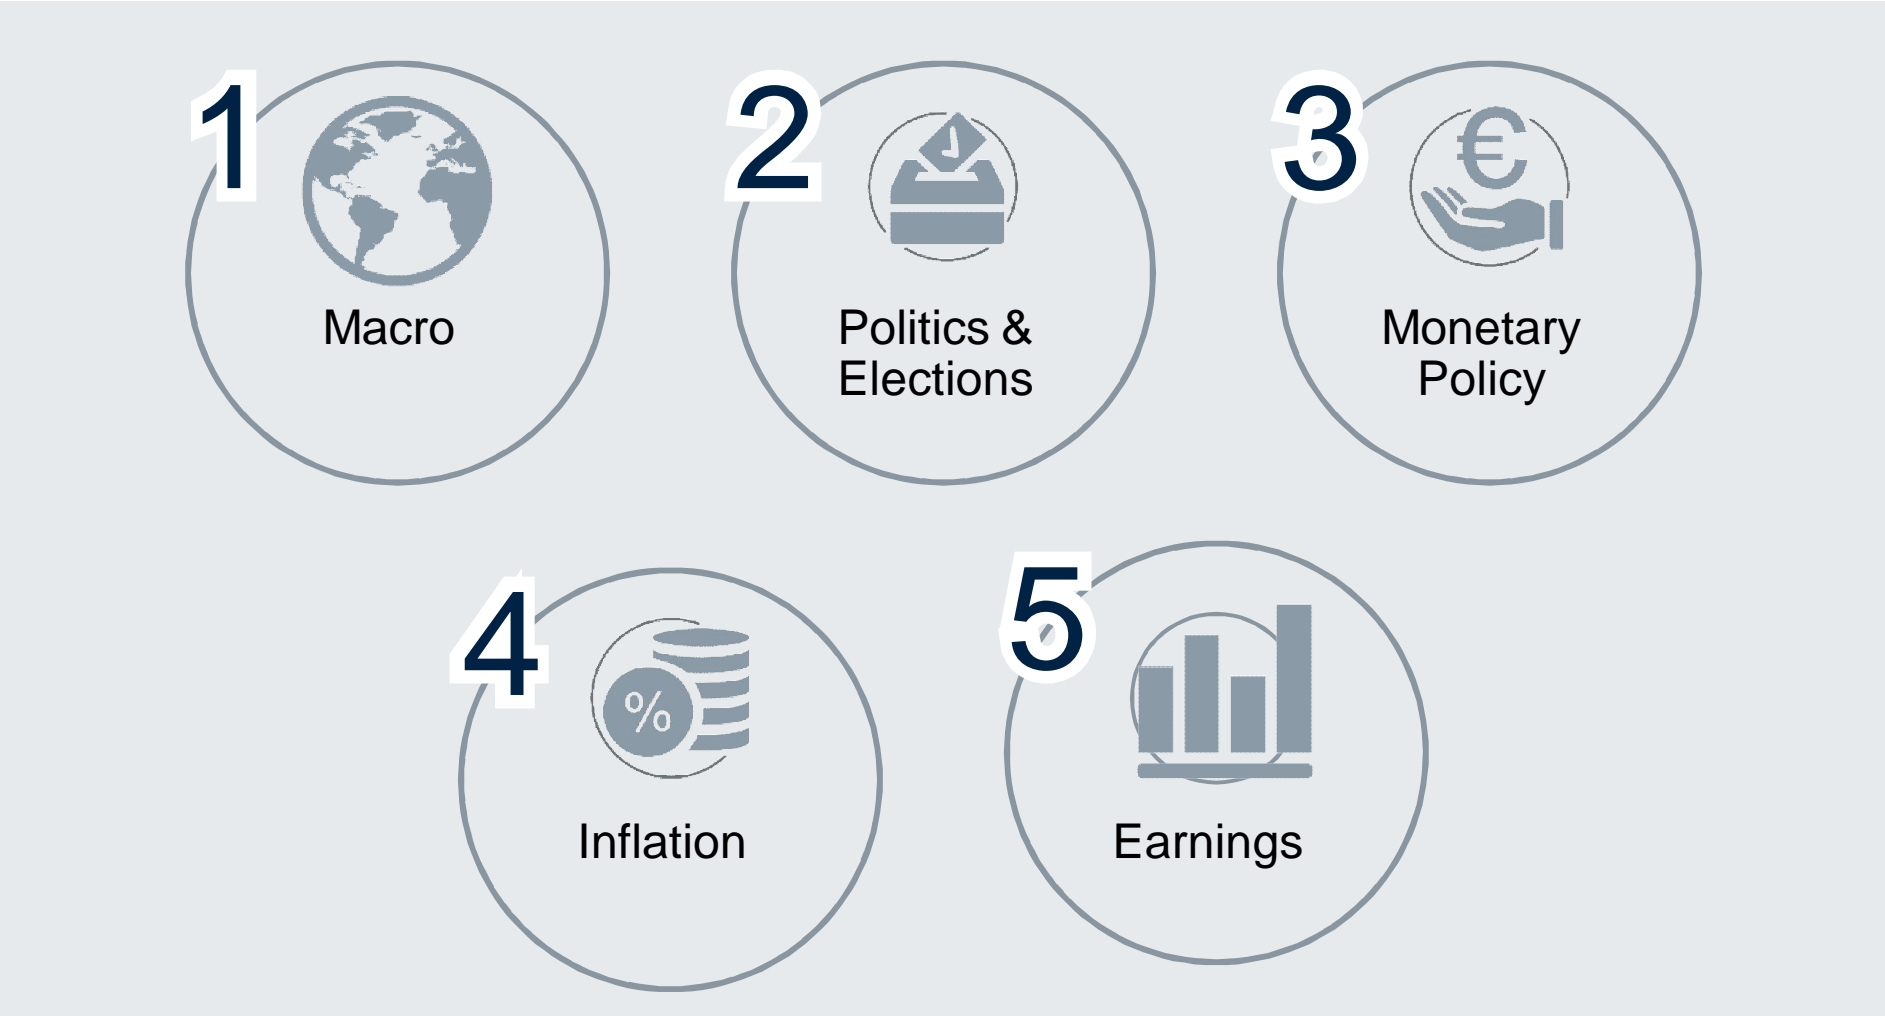 1
Macro
2
Politics &
Elections
3
€
Monetary
Policy
4
%
Inflation
5
Earnings